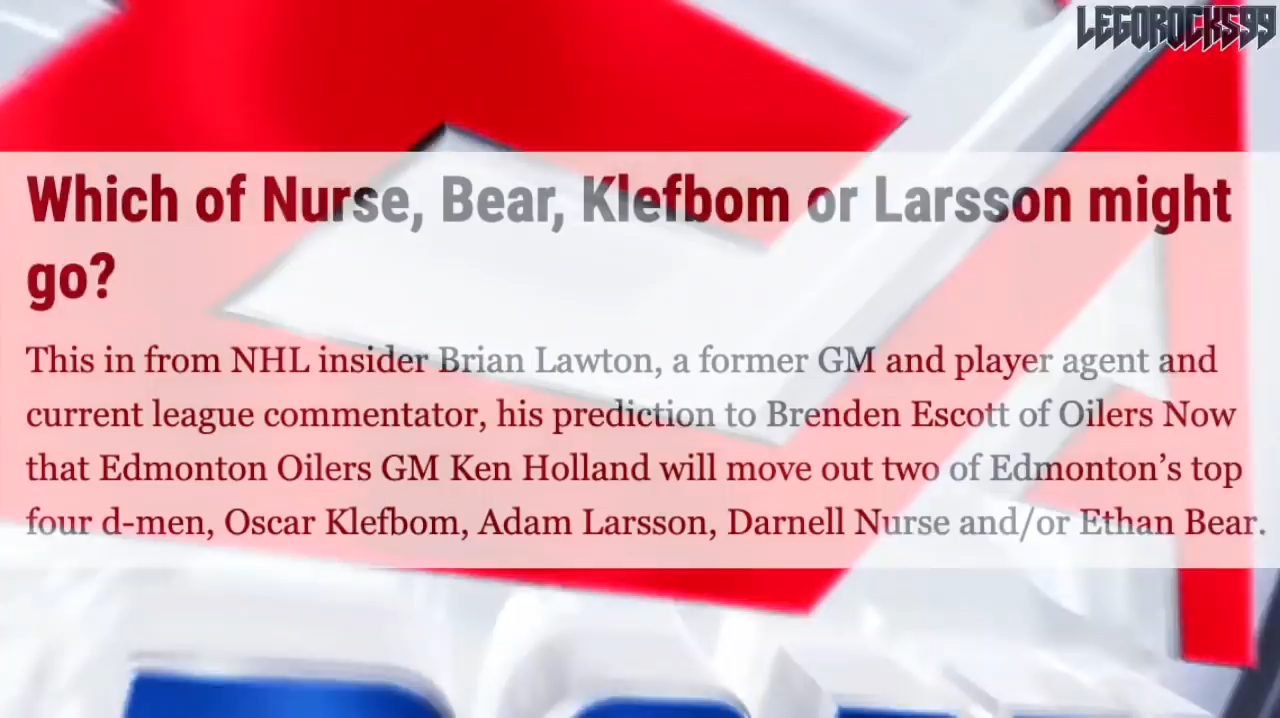 LEGOROCKS99
Which of Nurse, Bear, Klefbom or Larsson might
go?
This in from NHL insider Brian Lawton, a former GM and player agent and
current league commentator, his prediction to Brenden Escott of Oilers Now
that Edmonton Oilers GM Ken Holland will move out two of Edmonton’s top
four d-men, Oscar Klefbom, Adam Larsson, Darnell Nurse and/or Ethan Bear.